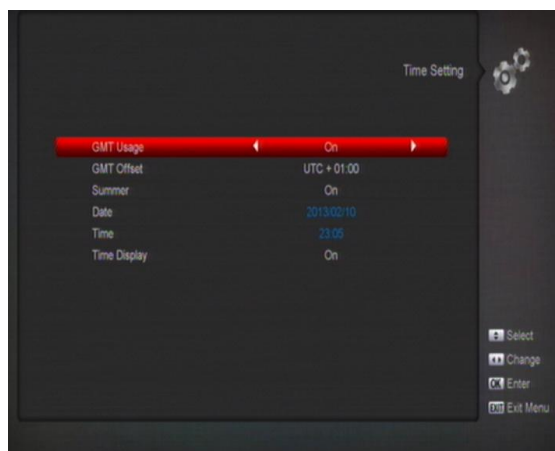 Time Setting
GMT Usage On
GMT Offset UTC + 01:00
Summer On
Date 2013/02/10
Time 23:05
Time Display On
Select
Change
OK Enter
EXIT Exit Menu